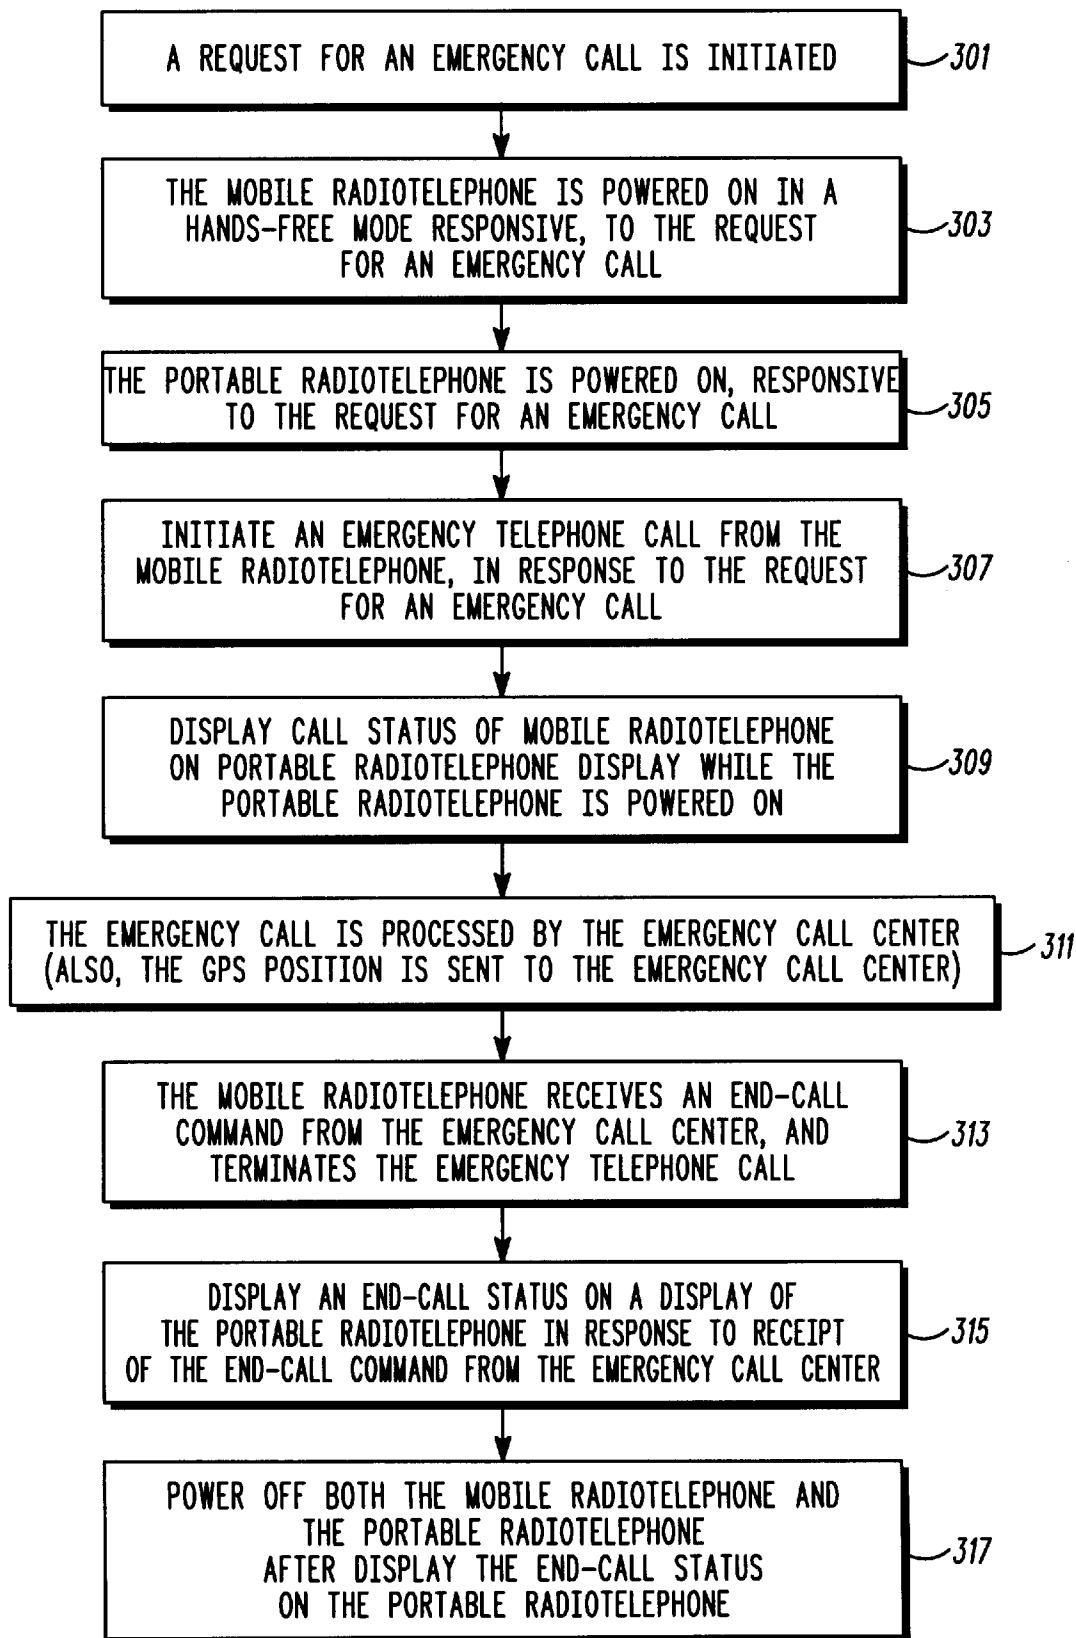 A REQUEST FOR AN EMERGENCY CALL IS INITIATED
301
THE MOBILE RADIOTELEPHONE IS POWERED ON IN A
HANDS-FREE MODE RESPONSIVE, TO THE REQUEST
FOR AN EMERGENCY CALL
303
THE PORTABLE RADIOTELEPHONE IS POWERED ON, RESPONSIVE
TO THE REQUEST FOR AN EMERGENCY CALL
305
INITIATE AN EMERGENCY TELEPHONE CALL FROM THE
MOBILE RADIOTELEPHONE, IN RESPONSE TO THE REQUEST
FOR AN EMERGENCY CALL
307
DISPLAY CALL STATUS OF MOBILE RADIOTELEPHONE
ON PORTABLE RADIOTELEPHONE DISPLAY WHILE THE
PORTABLE RADIOTELEPHONE IS POWERED ON
309
THE EMERGENCY CALL IS PROCESSED BY THE EMERGENCY CALL CENTER
(ALSO, THE GPS POSITION IS SENT TO THE EMERGENCY CALL CENTER)
311
THE MOBILE RADIOTELEPHONE RECEIVES AN END-CALL
COMMAND FROM THE EMERGENCY CALL CENTER, AND
TERMINATES THE EMERGENCY TELEPHONE CALL
313
DISPLAY AN END-CALL STATUS ON A DISPLAY OF
THE PORTABLE RADIOTELEPHONE IN RESPONSE TO RECEIPT
OF THE END-CALL COMMAND FROM THE EMERGENCY CALL CENTER
315
POWER OFF BOTH THE MOBILE RADIOTELEPHONE AND
THE PORTABLE RADIOTELEPHONE
AFTER DISPLAY THE END-CALL STATUS
ON THE PORTABLE RADIOTELEPHONE
317